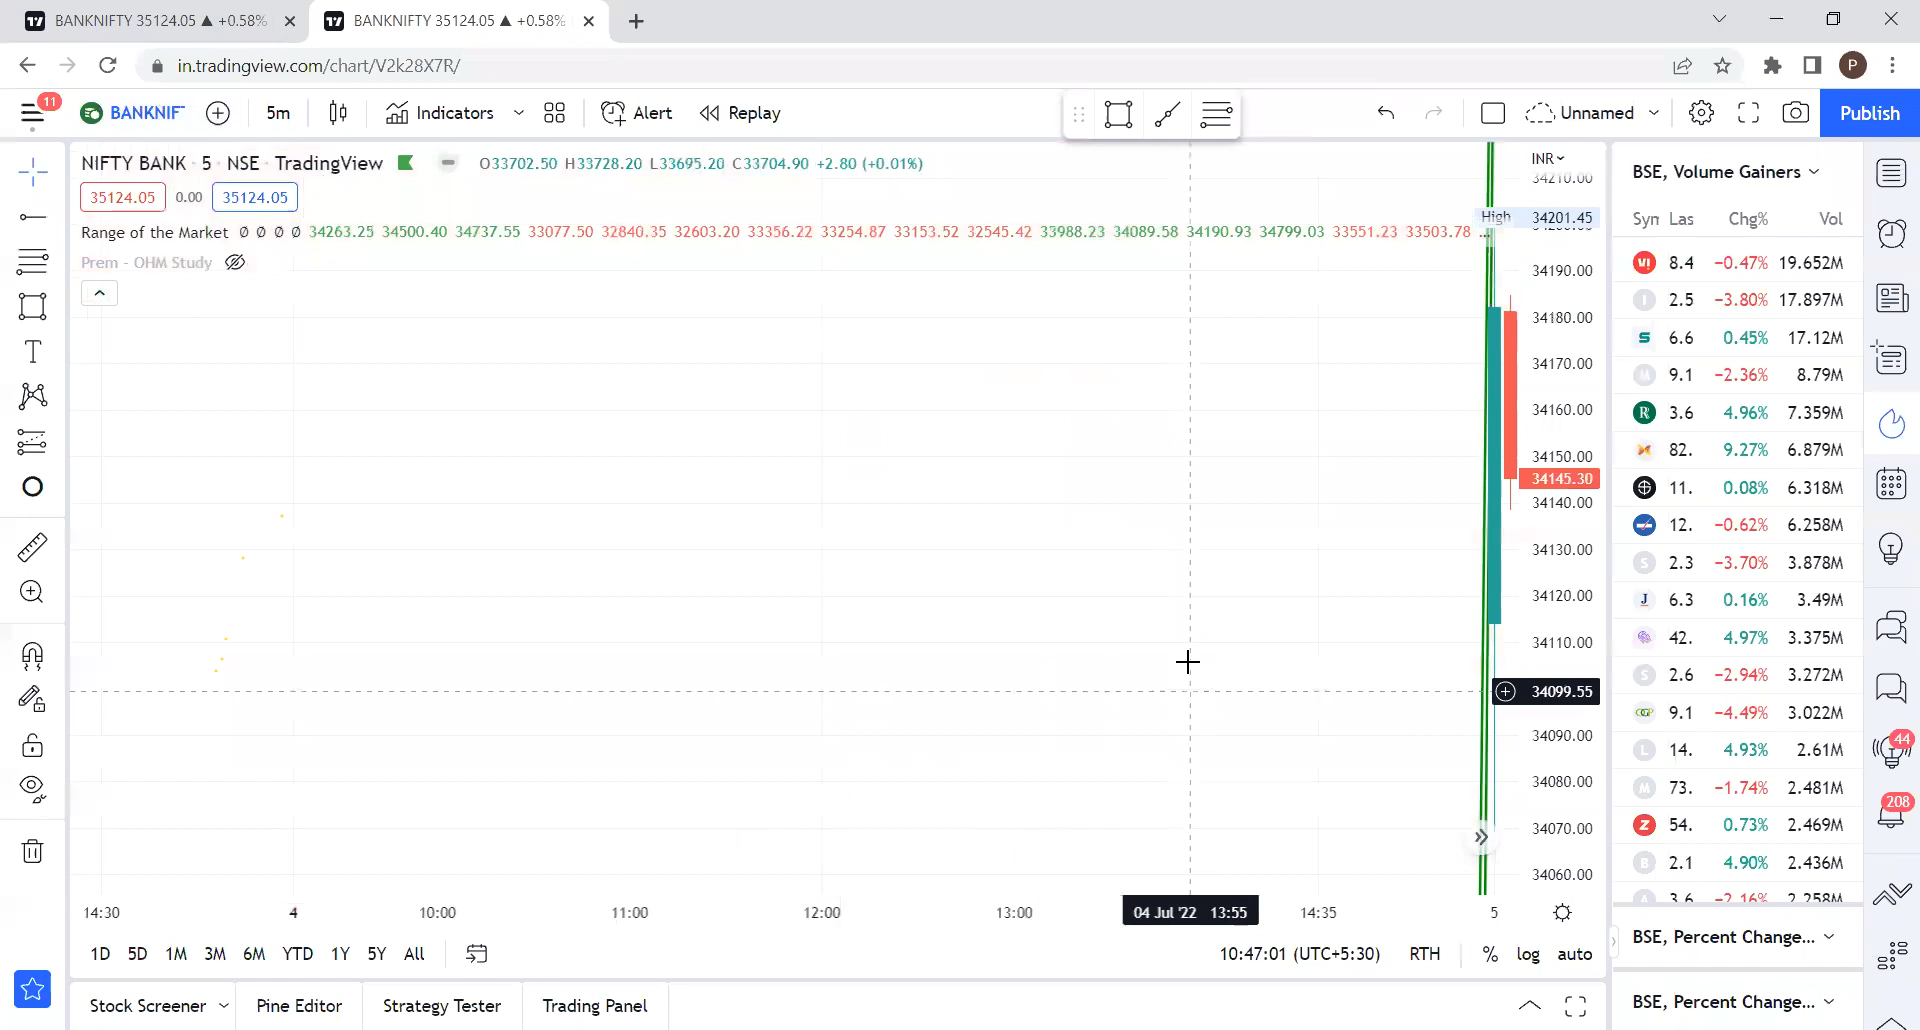 BANKNIFTY 35124.05 ▲ +0.58%
BANKNIFTY 35124.05 ▲ +0.58%
in.tradingview.com/chart/V2k28X7R/
P
11
BANKNIF
5m
Indicators
Alert
Replay
Unnamed
Publish
NIFTY BANK · 5 · NSE · TradingView
O33702.50 H33728.20 L33695.20 C33704.90 +2.80 (+0.01%)
35124.05 0.00 35124.05
Range of the Market Ø Ø Ø Ø 34263.25 34500.40 34737.55 33077.50 32840.35 32603.20 33356.22 33254.87 33153.52 32545.42 33988.23 34089.58 34190.93 34799.03 33551.23 33503.78 ...
Prem - OHM Study
INR
34210.00
High 34201.45
34190.00
34180.00
34170.00
34160.00
34150.00
34145.30
34140.00
34130.00
34120.00
34110.00
34099.55
34090.00
34080.00
34070.00
34060.00
14:30 4 10:00 11:00 12:00 13:00 04 Jul '22 13:55 14:35 5
1D 5D 1M 3M 6M YTD 1Y 5Y All
10:47:01 (UTC+5:30) RTH % log auto
Stock Screener
Pine Editor
Strategy Tester
Trading Panel
BSE, Volume Gainers
Syn Las Chg% Vol
8.4 −0.47% 19.652M
I 2.5 −3.80% 17.897M
S 6.6 0.45% 17.12M
M 9.1 −2.36% 8.79M
R 3.6 4.96% 7.359M
82. 9.27% 6.879M
11. 0.08% 6.318M
12. −0.62% 6.258M
S 2.3 −3.70% 3.878M
J 6.3 0.16% 3.49M
42. 4.97% 3.375M
S 2.6 −2.94% 3.272M
9.1 −4.49% 3.022M
L 14. 4.93% 2.61M
M 73. −1.74% 2.481M
Z 54. 0.73% 2.469M
B 2.1 4.90% 2.436M
A 3.6 −2.16% 2.258M
BSE, Percent Change...
BSE, Percent Change...
44
208